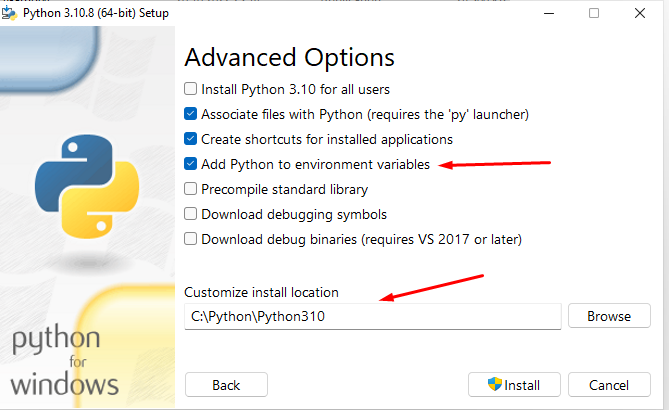 Python 3.10.8 (64-bit) Setup
Advanced Options
Install Python 3.10 for all users
Associate files with Python (requires the 'py' launcher)
Create shortcuts for installed applications
Add Python to environment variables
Precompile standard library
Download debugging symbols
Download debug binaries (requires VS 2017 or later)
Customize install location
C:\Python\Python310
Browse
python
for
windows
Back
Install
Cancel